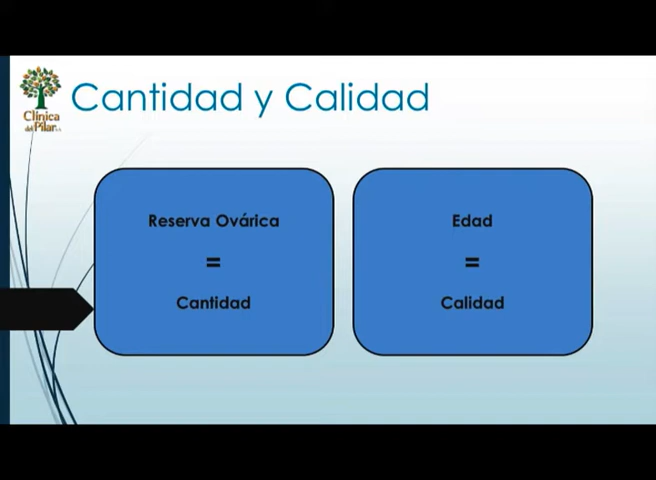 Clínica
del Pilar
Cantidad y Calidad
Reserva Ovárica
=
Cantidad
Edad
=
Calidad